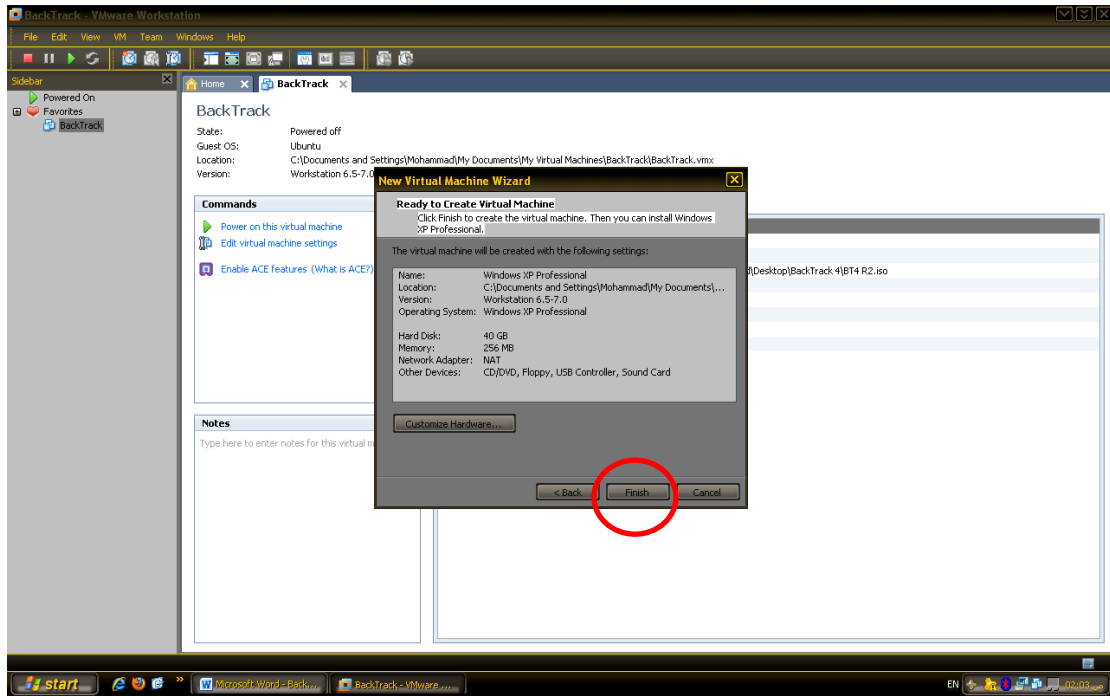 BackTrack - VMware Workstation
File Edit View VM Team Windows Help
Sidebar
Powered On
Favorites
BackTrack
Home
BackTrack
BackTrack
State: Powered off
Guest OS: Ubuntu
Location: C:\Documents and Settings\Mohammad\My Documents\My Virtual Machines\BackTrack\BackTrack.vmx
Version: Workstation 6.5-7.0
Commands
Power on this virtual machine
Edit virtual machine settings
Enable ACE features (What is ACE?)
\Desktop\BackTrack 4\BT4 R2.iso
Notes
Type here to enter notes for this virtual m
New Virtual Machine Wizard
Ready to Create Virtual Machine
Click Finish to create the virtual machine. Then you can install Windows
XP Professional.
The virtual machine will be created with the following settings:
Name: Windows XP Professional
Location: C:\Documents and Settings\Mohammad\My Documents\...
Version: Workstation 6.5-7.0
Operating System: Windows XP Professional
Hard Disk: 40 GB
Memory: 256 MB
Network Adapter: NAT
Other Devices: CD/DVD, Floppy, USB Controller, Sound Card
Customize Hardware...
< Back Finish Cancel
start
Microsoft Word - Back...
BackTrack - VMware ...
EN
02:03